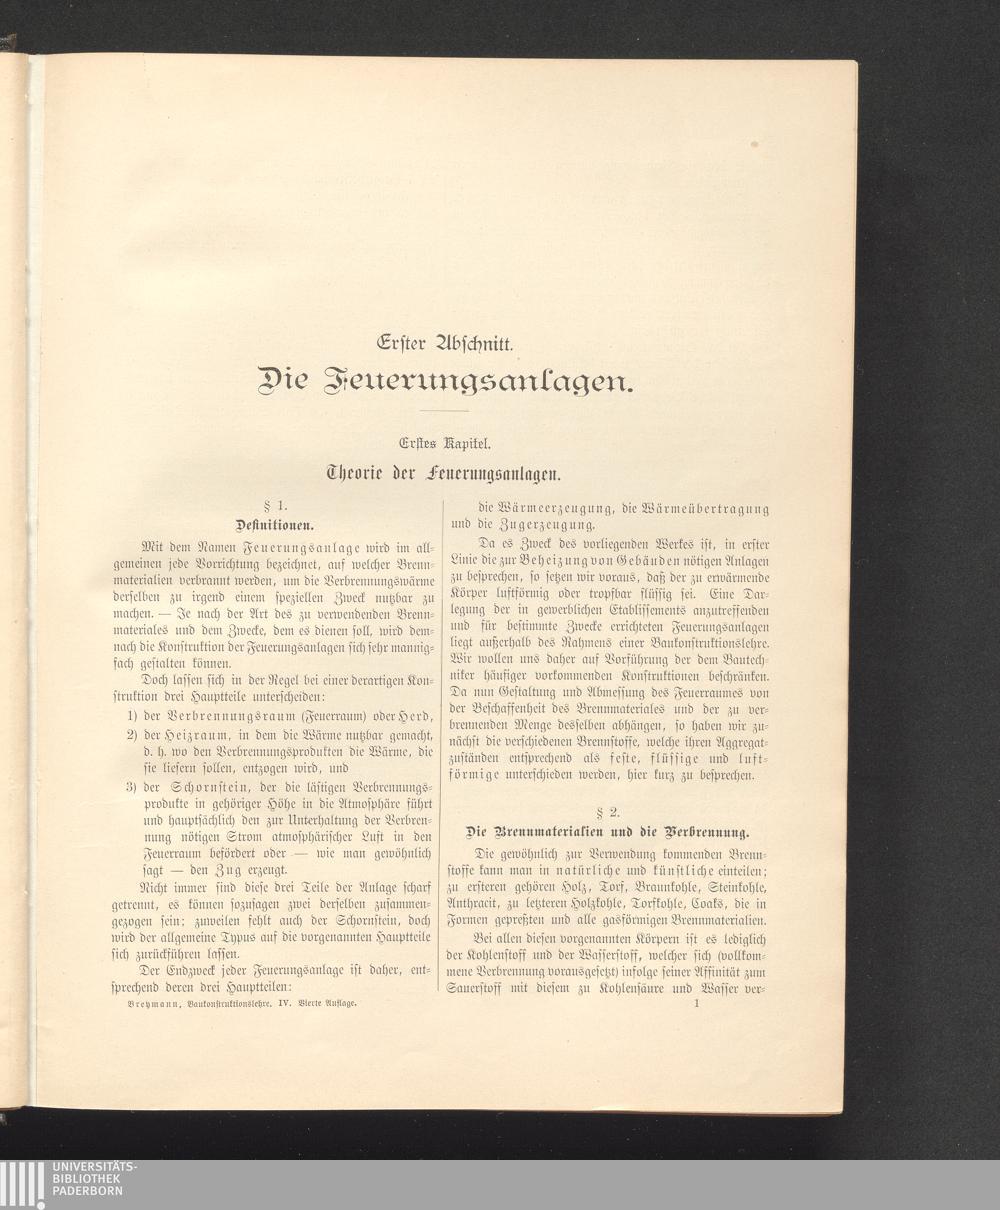 Erster Abschnitt.
Die Feuerungsanlagen.
Erstes Kapitel.
Theorie der Feuerungsanlagen.
§ 1.
Definitionen.
Mit dem Namen Feuerungsanlage wird im all-
gemeinen jede Vorrichtung bezeichnet, auf welcher Brenn-
materialien verbrannt werden, um die Verbrennungswärme
derselben zu irgend einem speziellen Zweck nutzbar zu
machen. — Je nach der Art des zu verwendenden Brenn-
materiales und dem Zwecke, dem es dienen soll, wird dem-
nach die Konstruktion der Feuerungsanlagen sich sehr mannig-
fach gestalten können.
Doch lassen sich in der Regel bei einer derartigen Kon-
struktion drei Hauptteile unterscheiden:
1) der Verbrennungsraum (Feuerraum) oder Herd,
2) der Heizraum, in dem die Wärme nutzbar gemacht,
d. h. wo den Verbrennungsprodukten die Wärme, die
sie liefern sollen, entzogen wird, und
3) der Schornstein, der die lästigen Verbrennungs-
produkte in gehöriger Höhe in die Atmosphäre führt
und hauptsächlich den zur Unterhaltung der Verbren-
nung nötigen Strom atmosphärischer Luft in den
Feuerraum befördert oder — wie man gewöhnlich
sagt — den Zug erzeugt.
Nicht immer sind diese drei Teile der Anlage scharf
getrennt, es können sozusagen zwei derselben zusammen-
gezogen sein; zuweilen fehlt auch der Schornstein, doch
wird der allgemeine Typus auf die vorgenannten Hauptteile
sich zurückführen lassen.
Der Endzweck jeder Feuerungsanlage ist daher, ent-
sprechend deren drei Hauptteilen:
Breymann, Baukonstruktionslehre. IV. Vierte Auflage.
die Wärmeerzeugung, die Wärmeübertragung
und die Zugerzeugung.
Da es Zweck des vorliegenden Werkes ist, in erster
Linie die zur Beheizung von Gebäuden nötigen Anlagen
zu besprechen, so setzen wir voraus, daß der zu erwärmende
Körper luftförmig oder tropfbar flüssig sei. Eine Dar-
legung der in gewerblichen Etablissements anzutreffenden
und für bestimmte Zwecke errichteten Feuerungsanlagen
liegt außerhalb des Rahmens einer Baukonstruktionslehre.
Wir wollen uns daher auf Vorführung der dem Bautech-
niker häufiger vorkommenden Konstruktionen beschränken.
Da nun Gestaltung und Abmessung des Feuerraumes von
der Beschaffenheit des Brennmateriales und der zu ver-
brennenden Menge desselben abhängen, so haben wir zu-
nächst die verschiedenen Brennstoffe, welche ihren Aggregat-
zuständen entsprechend als feste, flüssige und luft-
förmige unterschieden werden, hier kurz zu besprechen.
§ 2.
Die Brennmaterialien und die Verbrennung.
Die gewöhnlich zur Verwendung kommenden Brenn-
stoffe kann man in natürliche und künstliche einteilen;
zu ersteren gehören Holz, Torf, Braunkohle, Steinkohle,
Anthracit, zu letzteren Holzkohle, Torfkohle, Coaks, die in
Formen gepreßten und alle gasförmigen Brennmaterialien.
Bei allen diesen vorgenannten Körpern ist es lediglich
der Kohlenstoff und der Wasserstoff, welcher sich (vollkom-
mene Verbrennung vorausgesetzt) infolge seiner Affinität zum
Sauerstoff mit diesem zu Kohlensäure und Wasser ver-
1
UNIVERSITÄTS-
BIBLIOTHEK
PADERBORN